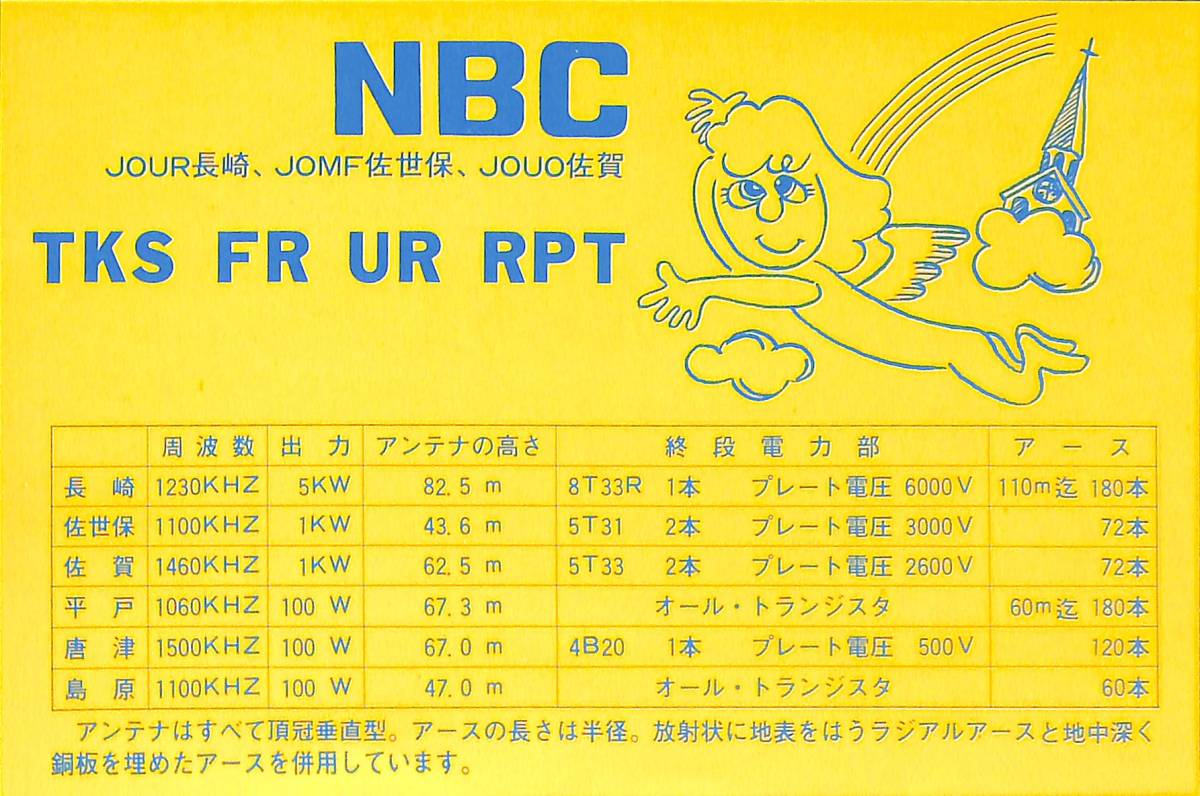 NBC
JOUR長崎、JOMF佐世保、JOUO佐賀
TKS FR UR RPT
周波数 出力 アンテナの高さ 終段電力部 アース
長崎 1230KHZ 5KW 82.5 m 8T33R 1本 プレート電圧 6000V 110m迄 180本
佐世保 1100KHZ 1KW 43.6 m 5T31 2本 プレート電圧 3000V 72本
佐賀 1460KHZ 1KW 62.5 m 5T33 2本 プレート電圧 2600V 72本
平戸 1060KHZ 100 W 67.3 m オール・トランジスタ 60m迄 180本
唐津 1500KHZ 100 W 67.0 m 4B20 1本 プレート電圧 500V 120本
島原 1100KHZ 100 W 47.0 m オール・トランジスタ 60本
アンテナはすべて頂冠垂直型。アースの長さは半径。放射状に地表をはうラジアルアースと地中深く
銅板を埋めたアースを併用しています。